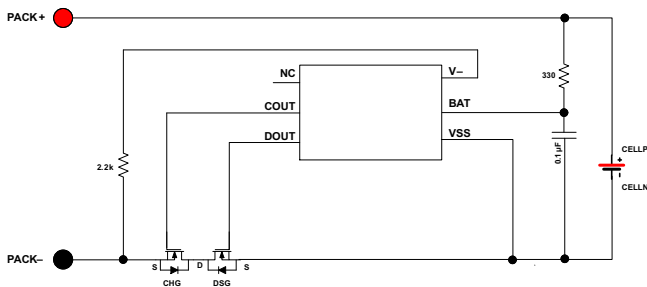 PACK+
NC
V–
330
COUT
BAT
DOUT
VSS
0.1 µF
CELLP
+
-
CELLN
2.2k
PACK–
S
D
S
CHG
DSG